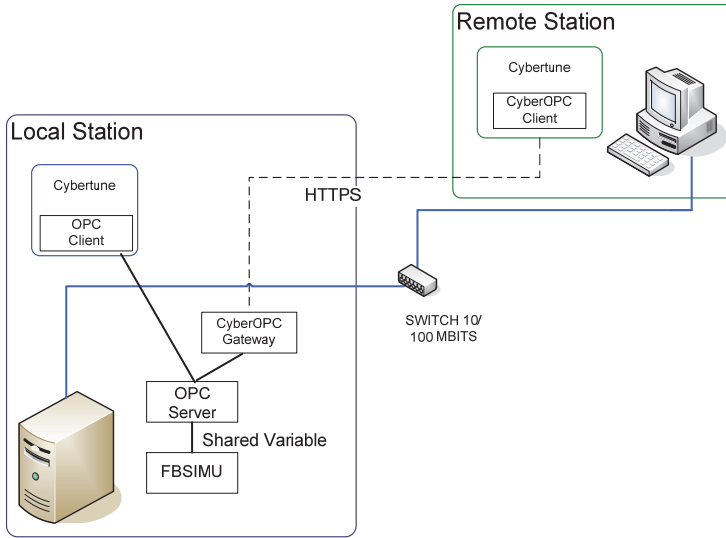 Remote Station
Cybertune
CyberOPC
Client
Local Station
Cybertune
OPC
Client
HTTPS
CyberOPC
Gateway
SWITCH 10/
100 MBITS
OPC
Server
Shared Variable
FBSIMU